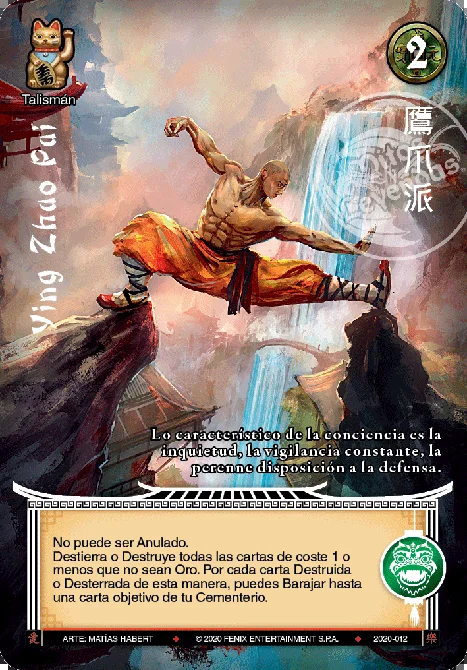 2
Talismán
鷹爪派
Ying Zhao Pai
Mitos y Leyendas
Lo característico de la conciencia es la
inquietud, la vigilancia constante, la
perenne disposición a la defensa.
No puede ser Anulado.
Destierra o Destruye todas las cartas de coste 1 o
menos que no sean Oro. Por cada carta Destruida
o Desterrada de esta manera, puedes Barajar hasta
una carta objetivo de tu Cementerio.
ARTE: MATÍAS HABERT ◆ © 2020 FENIX ENTERTAINMENT S.P.A. ◆ 2020-012